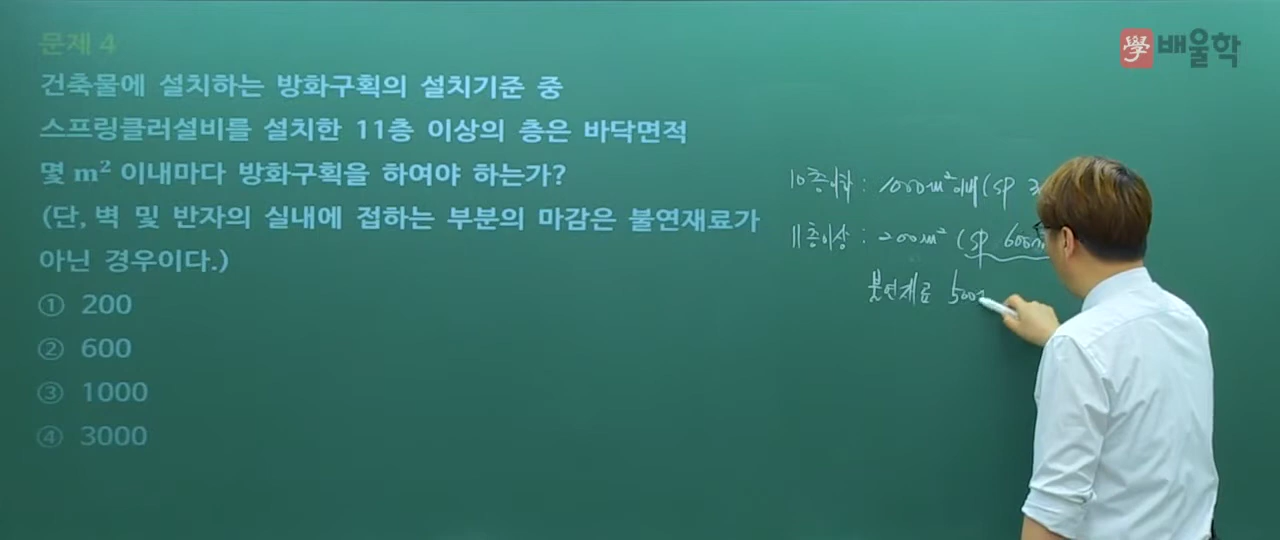 學 배울학
문제 4
건축물에 설치하는 방화구획의 설치기준 중
스프링클러설비를 설치한 11층 이상의 층은 바닥면적
몇 m² 이내마다 방화구획을 하여야 하는가?
(단, 벽 및 반자의 실내에 접하는 부분의 마감은 불연재료가
아닌 경우이다.)
① 200
② 600
③ 1000
④ 3000
10층이하 : 1000m² 이내 (SP
11층이상 : 200m² (SP 600
불연재료 500